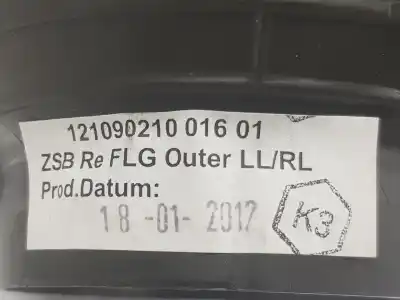 121090210 016 01
ZSB Re FLG Outer LL/RL
Prod.Datum:
18-01-2017
K3